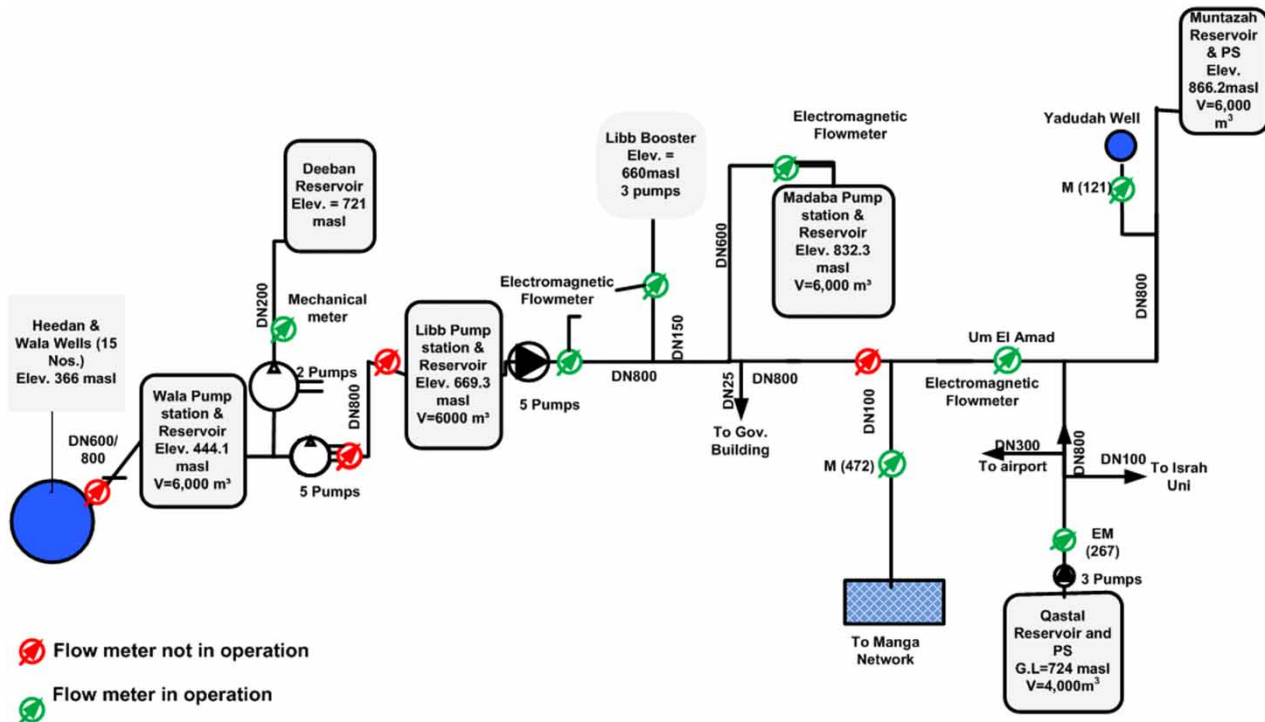 Muntazah
Reservoir
& PS
Elev.
866.2masl
V=6,000
m³
Yadudah Well
M (121)
DN800
Electromagnetic
Flowmeter
Madaba Pump
station &
Reservoir
Elev. 832.3
masl
V=6,000 m³
DN600
Libb Booster
Elev. =
660masl
3 pumps
Electromagnetic
Flowmeter
DN150
Deeban
Reservoir
Elev. = 721
masl
DN200
Mechanical
meter
2 Pumps
Heedan &
Wala Wells (15
Nos.)
Elev. 366 masl
DN600/
800
Wala Pump
station &
Reservoir
Elev. 444.1
masl
V=6,000 m³
5 Pumps
DN800
Libb Pump
station &
Reservoir
Elev. 669.3
masl
V=6000 m³
5 Pumps
DN800
DN25
DN800
To Gov.
Building
DN100
M (472)
To Manga
Network
Um El Amad
Electromagnetic
Flowmeter
DN300
To airport
DN800
DN100
To Israh
Uni
EM
(267)
3 Pumps
Qastal
Reservoir and
PS
G.L=724 masl
V=4,000m³
Flow meter not in operation
Flow meter in operation